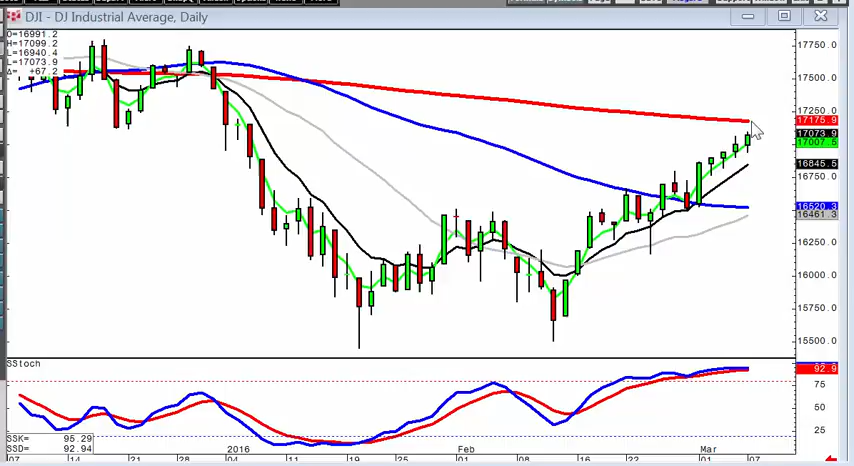 DJI - DJ Industrial Average, Daily
O=16991.2
H=17099.2
L=16940.4
L=17073.9
Δ= +67.2
17750.0
17500.0
17250.0
17175.9
17073.9
17007.5
16845.5
16750.0
16520.3
16461.3
16250.0
16000.0
15750.0
15500.0
SStoch
92.9
75
50
25
SSK= 95.29
SSD= 92.94
2016 Feb Mar
07 14 21 28 04 11 19 25 01 08 16 22 01 07